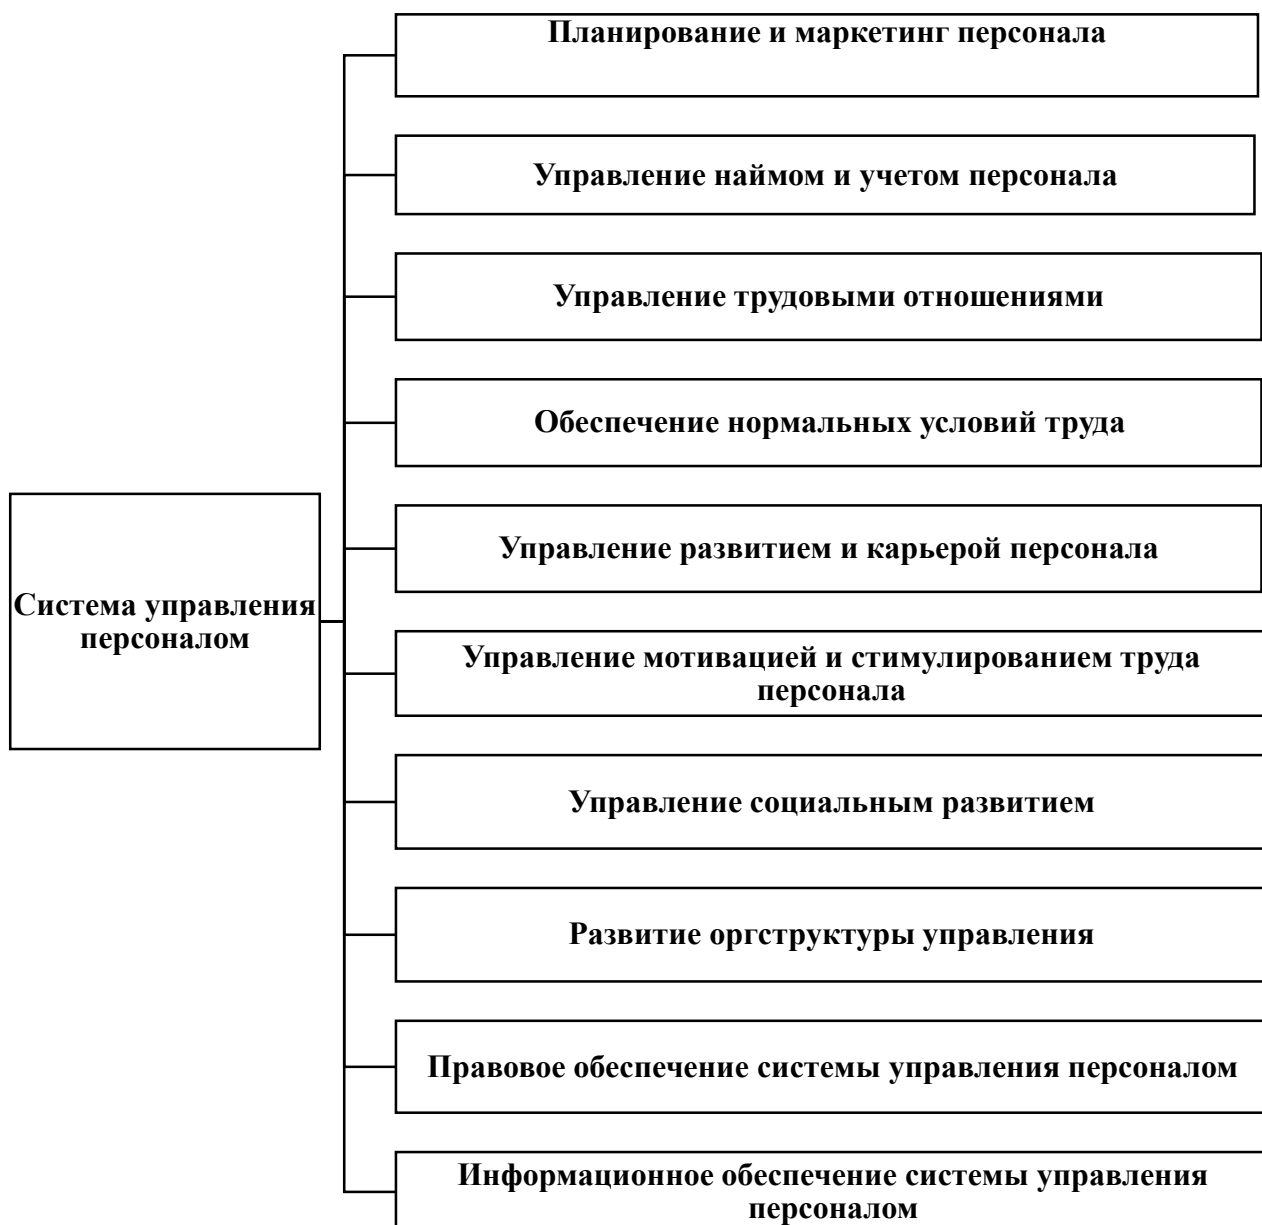 Планирование и маркетинг персонала
Управление наймом и учетом персонала
Управление трудовыми отношениями
Обеспечение нормальных условий труда
Управление развитием и карьерой персонала
Система управления
персоналом
Управление мотивацией и стимулированием труда
персонала
Управление социальным развитием
Развитие оргструктуры управления
Правовое обеспечение системы управления персоналом
Информационное обеспечение системы управления
персоналом